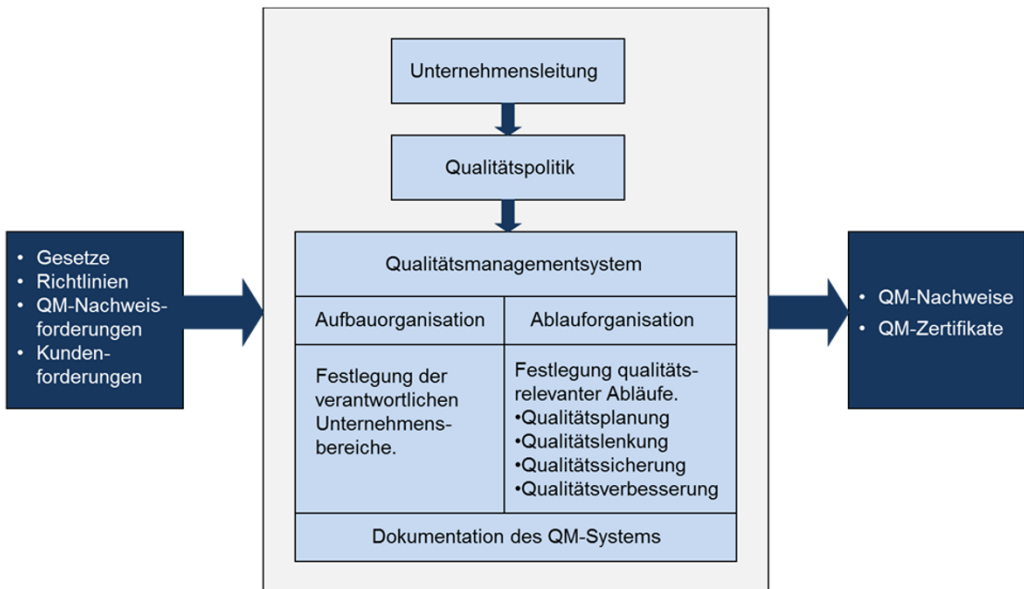 Unternehmensleitung
Qualitätspolitik
• Gesetze
• Richtlinien
• QM-Nachweis-
forderungen
• Kunden-
forderungen
Qualitätsmanagementsystem
Aufbauorganisation
Ablauforganisation
Festlegung der
verantwortlichen
Unternehmens-
bereiche.
Festlegung qualitäts-
relevanter Abläufe.
•Qualitätsplanung
•Qualitätslenkung
•Qualitätssicherung
•Qualitätsverbesserung
Dokumentation des QM-Systems
• QM-Nachweise
• QM-Zertifikate